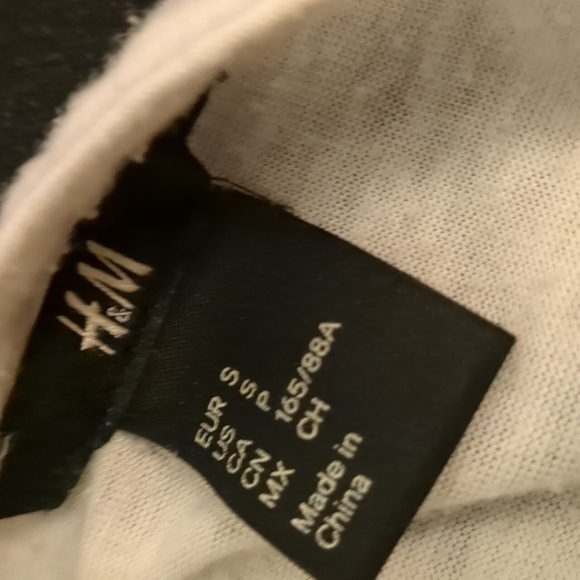 H&M
EUR S
US S
CA P
CN 165/88A
MX CH
Made in
China